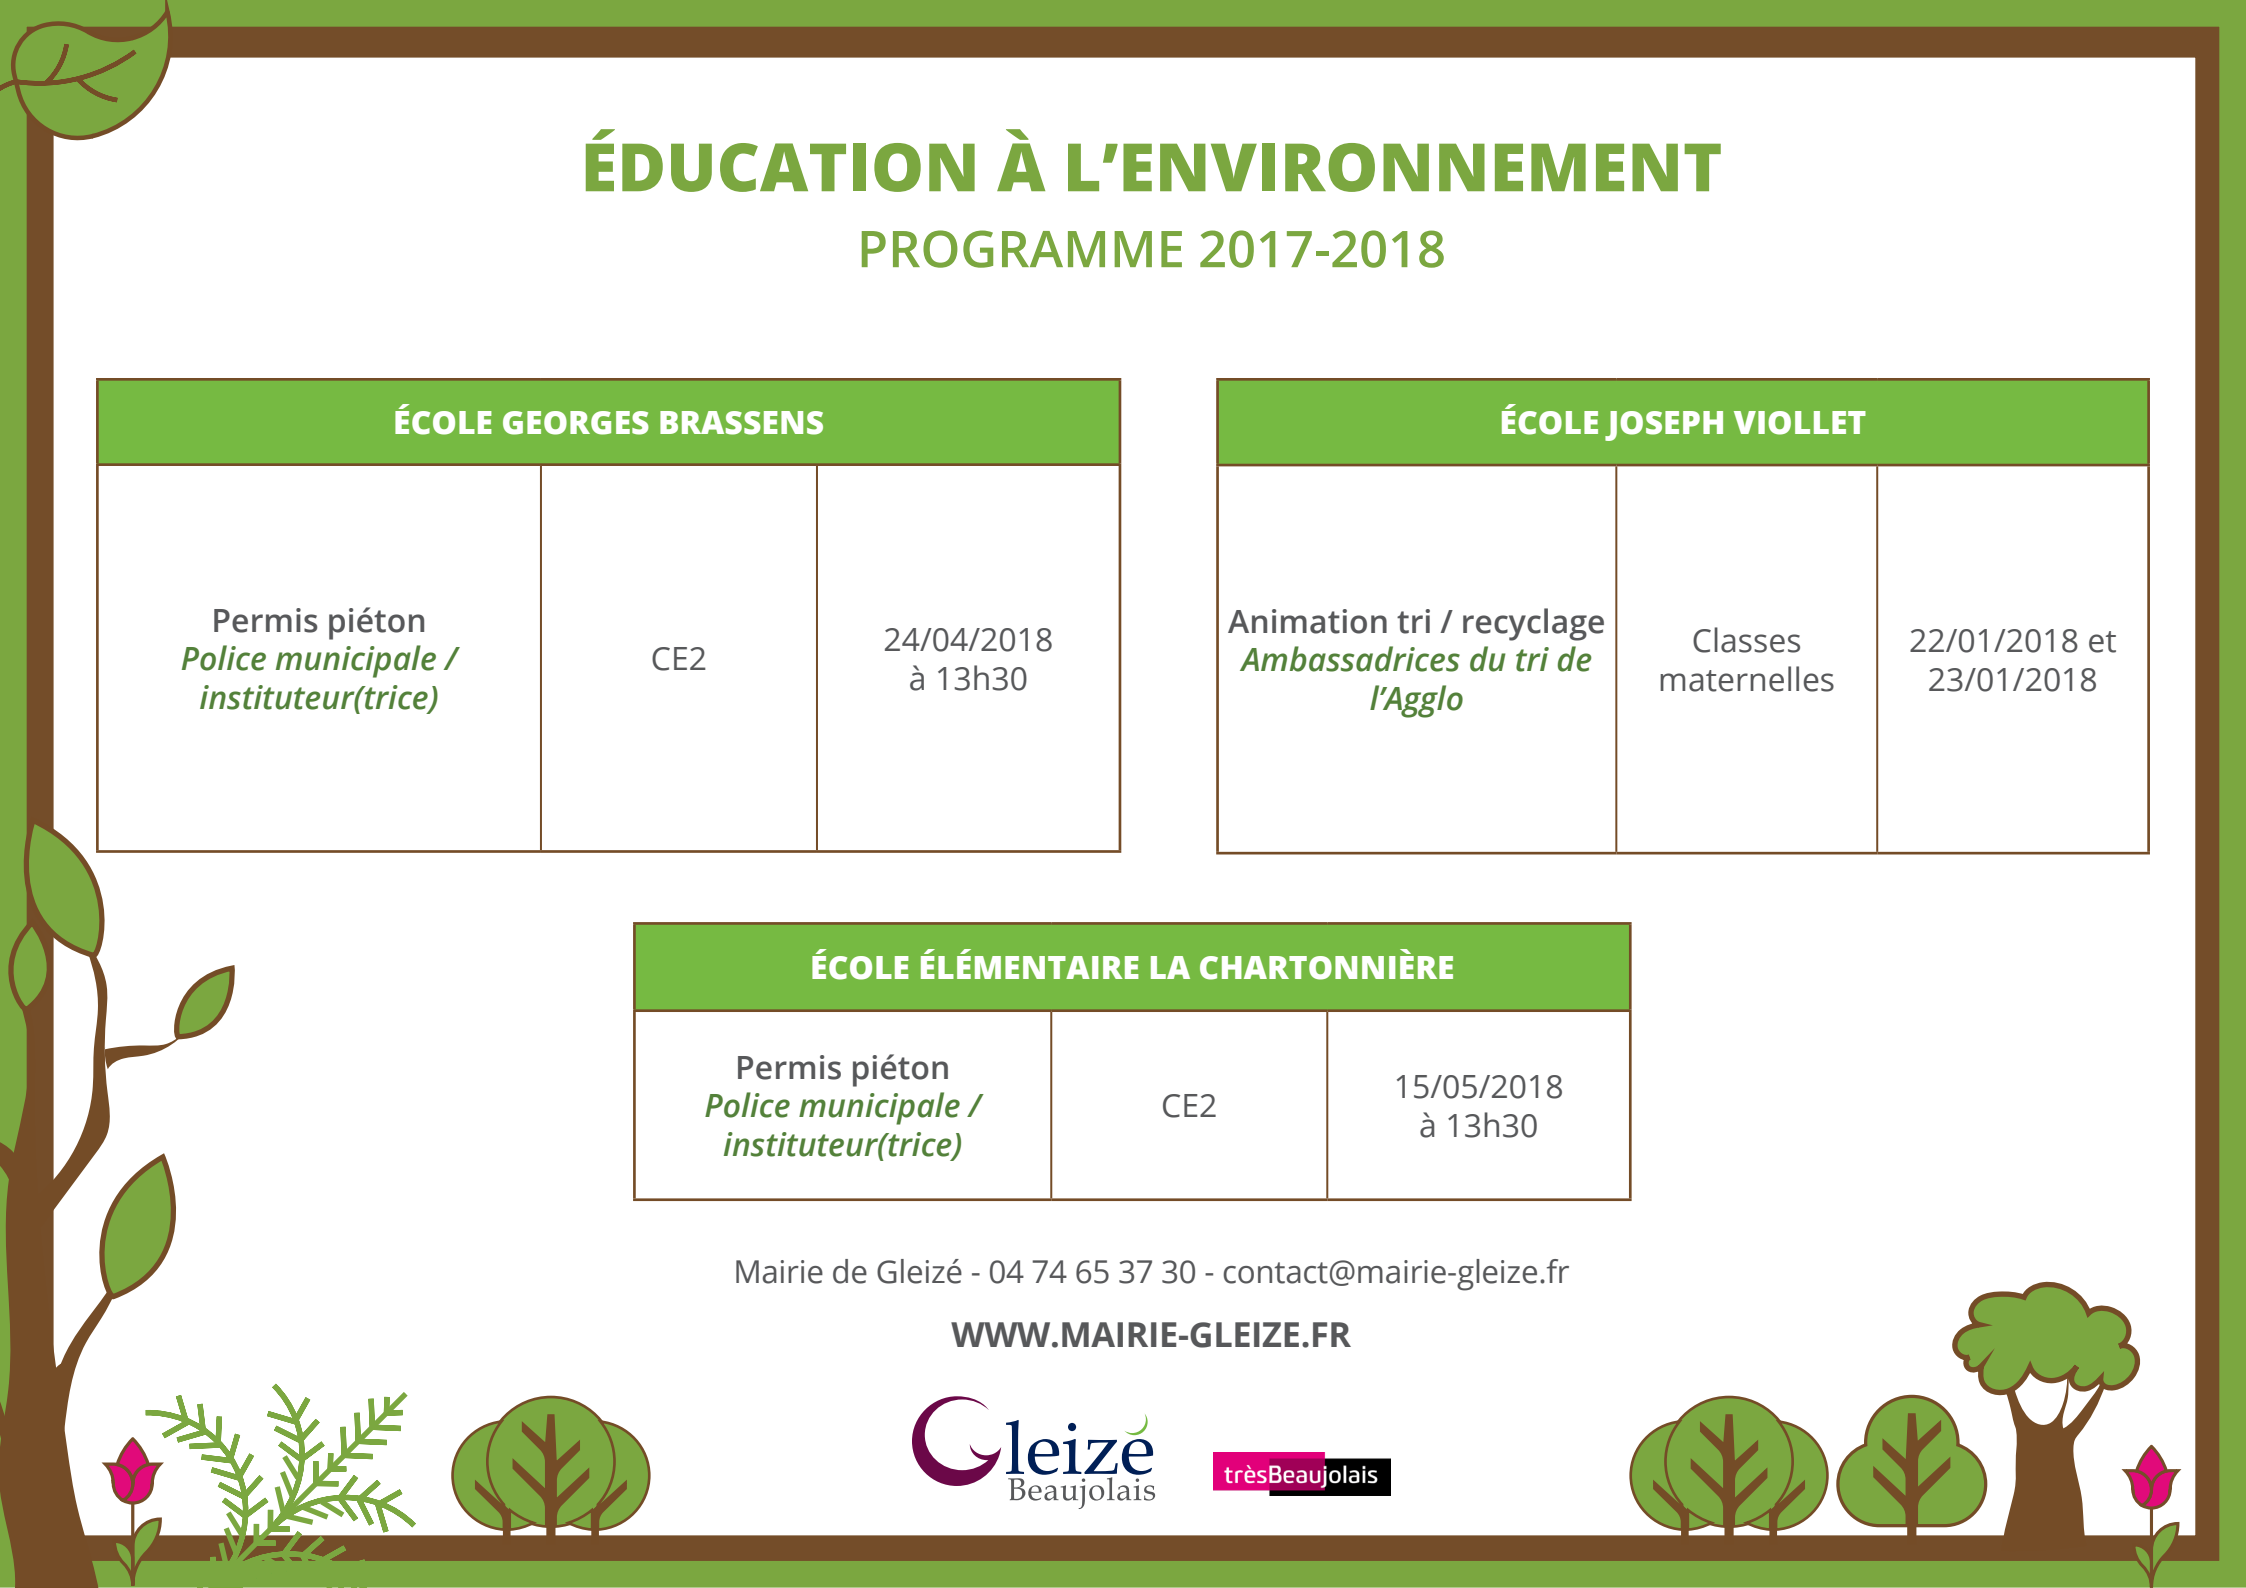 ÉDUCATION À L’ENVIRONNEMENT
PROGRAMME 2017-2018
ÉCOLE GEORGES BRASSENS
Permis piéton
Police municipale /
instituteur(trice)
CE2
24/04/2018
à 13h30
ÉCOLE JOSEPH VIOLLET
Animation tri / recyclage
Ambassadrices du tri de
l’Agglo
Classes
maternelles
22/01/2018 et
23/01/2018
ÉCOLE ÉLÉMENTAIRE LA CHARTONNIÈRE
Permis piéton
Police municipale /
instituteur(trice)
CE2
15/05/2018
à 13h30
Mairie de Gleizé - 04 74 65 37 30 - contact@mairie-gleize.fr
WWW.MAIRIE-GLEIZE.FR
Gleizé
Beaujolais
trèsBeaujolais